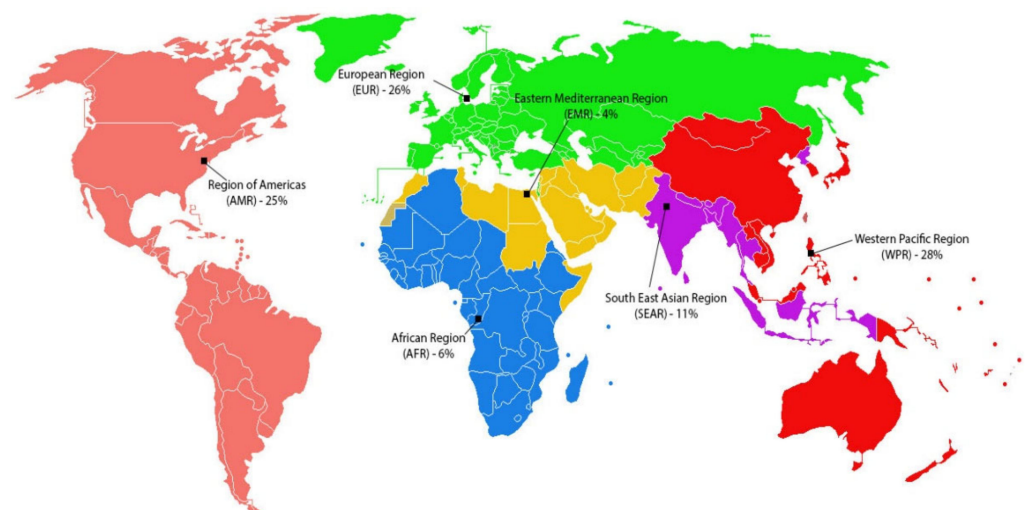 European Region
(EUR) - 26%
Eastern Mediterranean Region
(EMR) - 4%
Region of Americas
(AMR) - 25%
Western Pacific Region
(WPR) - 28%
South East Asian Region
(SEAR) - 11%
African Region
(AFR) - 6%